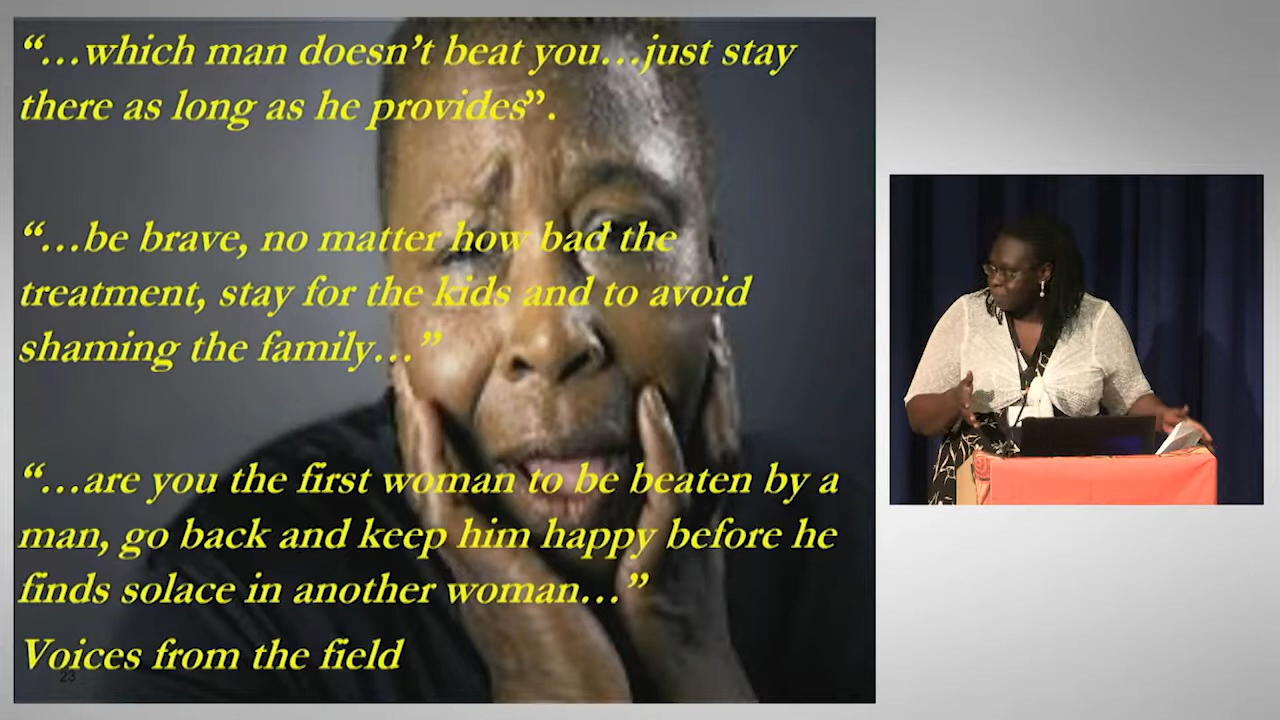 “…which man doesn’t beat you…just stay
there as long as he provides”.
“…be brave, no matter how bad the
treatment, stay for the kids and to avoid
shaming the family…”
“…are you the first woman to be beaten by a
man, go back and keep him happy before he
finds solace in another woman…”
Voices from the field
23